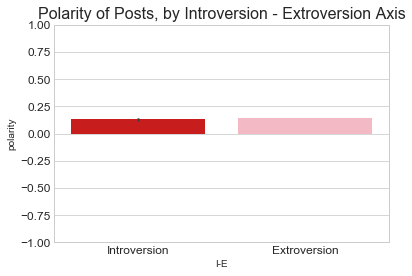 Polarity of Posts, by Introversion - Extroversion Axis
1.00
0.75
0.50
0.25
0.00
−0.25
−0.50
−0.75
−1.00
polarity
Introversion
Extroversion
I-E